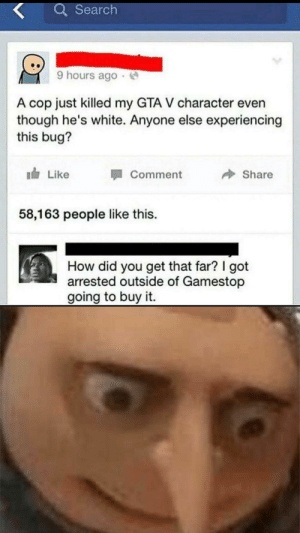 Search
9 hours ago
A cop just killed my GTA V character even
though he's white. Anyone else experiencing
this bug?
Like Comment Share
58,163 people like this.
How did you get that far? I got
arrested outside of Gamestop
going to buy it.